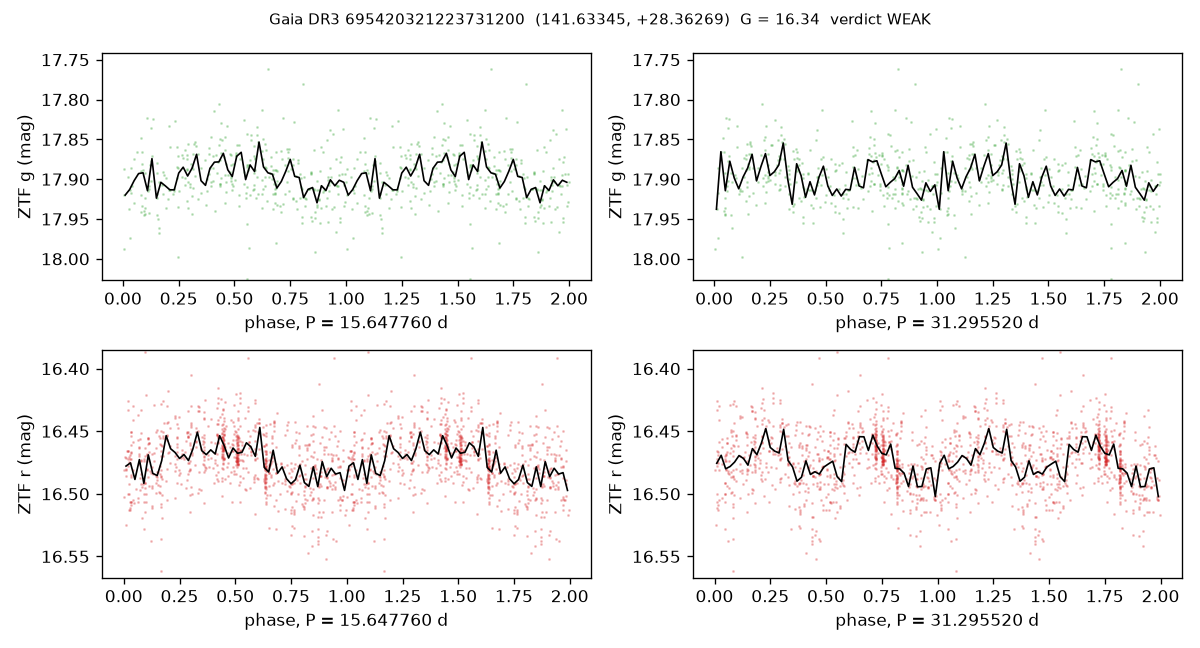 Gaia DR3 695420321223731200 (141.63345, +28.36269) G = 16.34 verdict WEAK
17.75
17.80
17.85
17.90
17.95
18.00
ZTF g (mag)
0.00 0.25 0.50 0.75 1.00 1.25 1.50 1.75 2.00
phase, P = 15.647760 d
17.75
17.80
17.85
17.90
17.95
18.00
ZTF g (mag)
0.00 0.25 0.50 0.75 1.00 1.25 1.50 1.75 2.00
phase, P = 31.295520 d
16.40
16.45
16.50
16.55
ZTF r (mag)
0.00 0.25 0.50 0.75 1.00 1.25 1.50 1.75 2.00
phase, P = 15.647760 d
16.40
16.45
16.50
16.55
ZTF r (mag)
0.00 0.25 0.50 0.75 1.00 1.25 1.50 1.75 2.00
phase, P = 31.295520 d